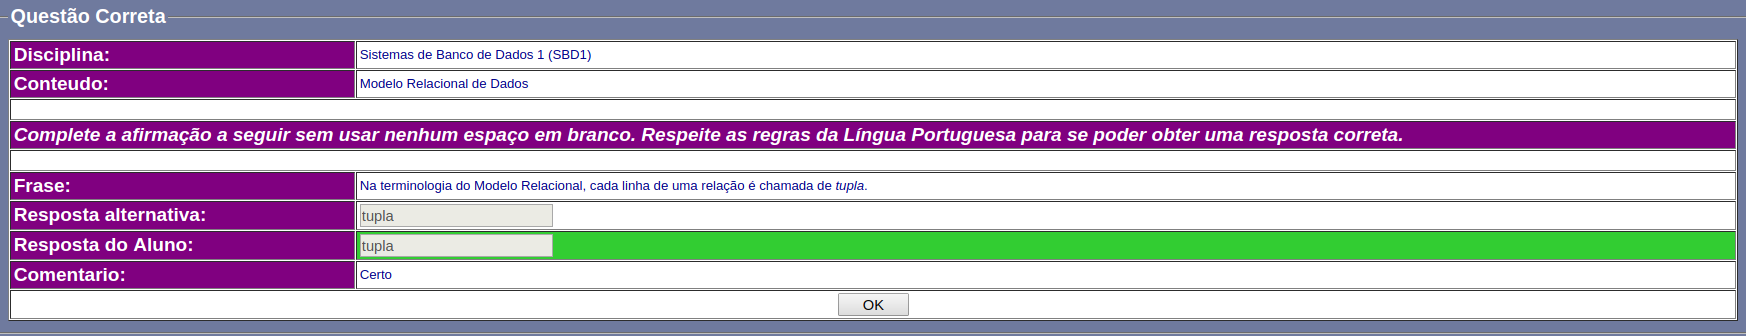 Questão Correta
Disciplina: Sistemas de Banco de Dados 1 (SBD1)
Conteudo: Modelo Relacional de Dados
Complete a afirmação a seguir sem usar nenhum espaço em branco. Respeite as regras da Língua Portuguesa para se poder obter uma resposta correta.
Frase: Na terminologia do Modelo Relacional, cada linha de uma relação é chamada de tupla.
Resposta alternativa: tupla
Resposta do Aluno: tupla
Comentario: Certo
OK